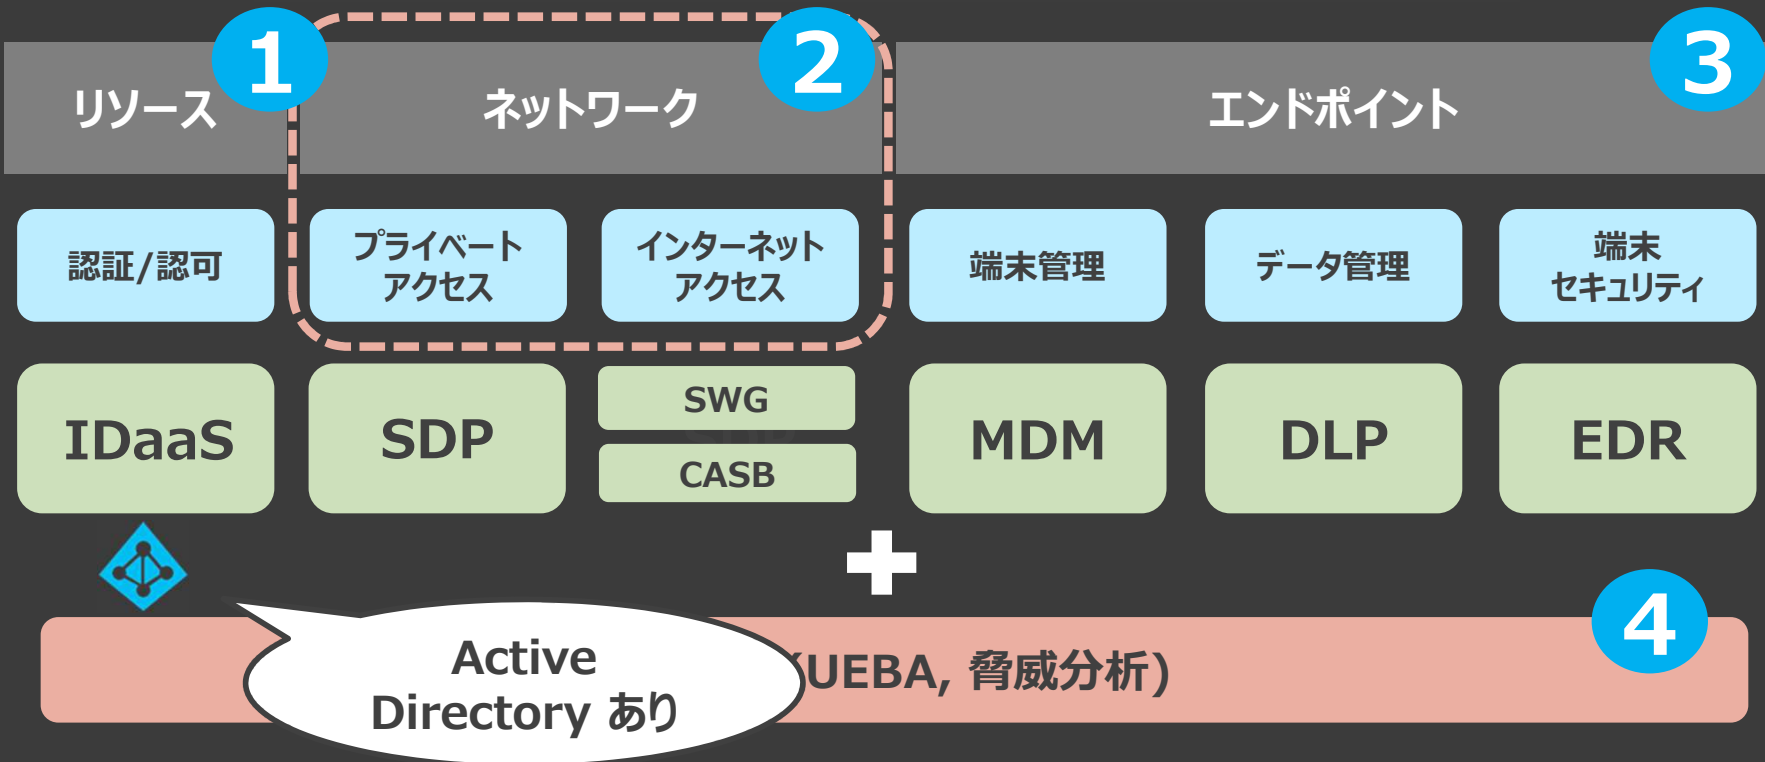 1
2
3
リソース
ネットワーク
エンドポイント
認証/認可
プライベート
アクセス
インターネット
アクセス
端末管理
データ管理
端末
セキュリティ
IDaaS
SDP
SWG
CASB
MDM
DLP
EDR
4
Active
Directory あり
(UEBA, 脅威分析)